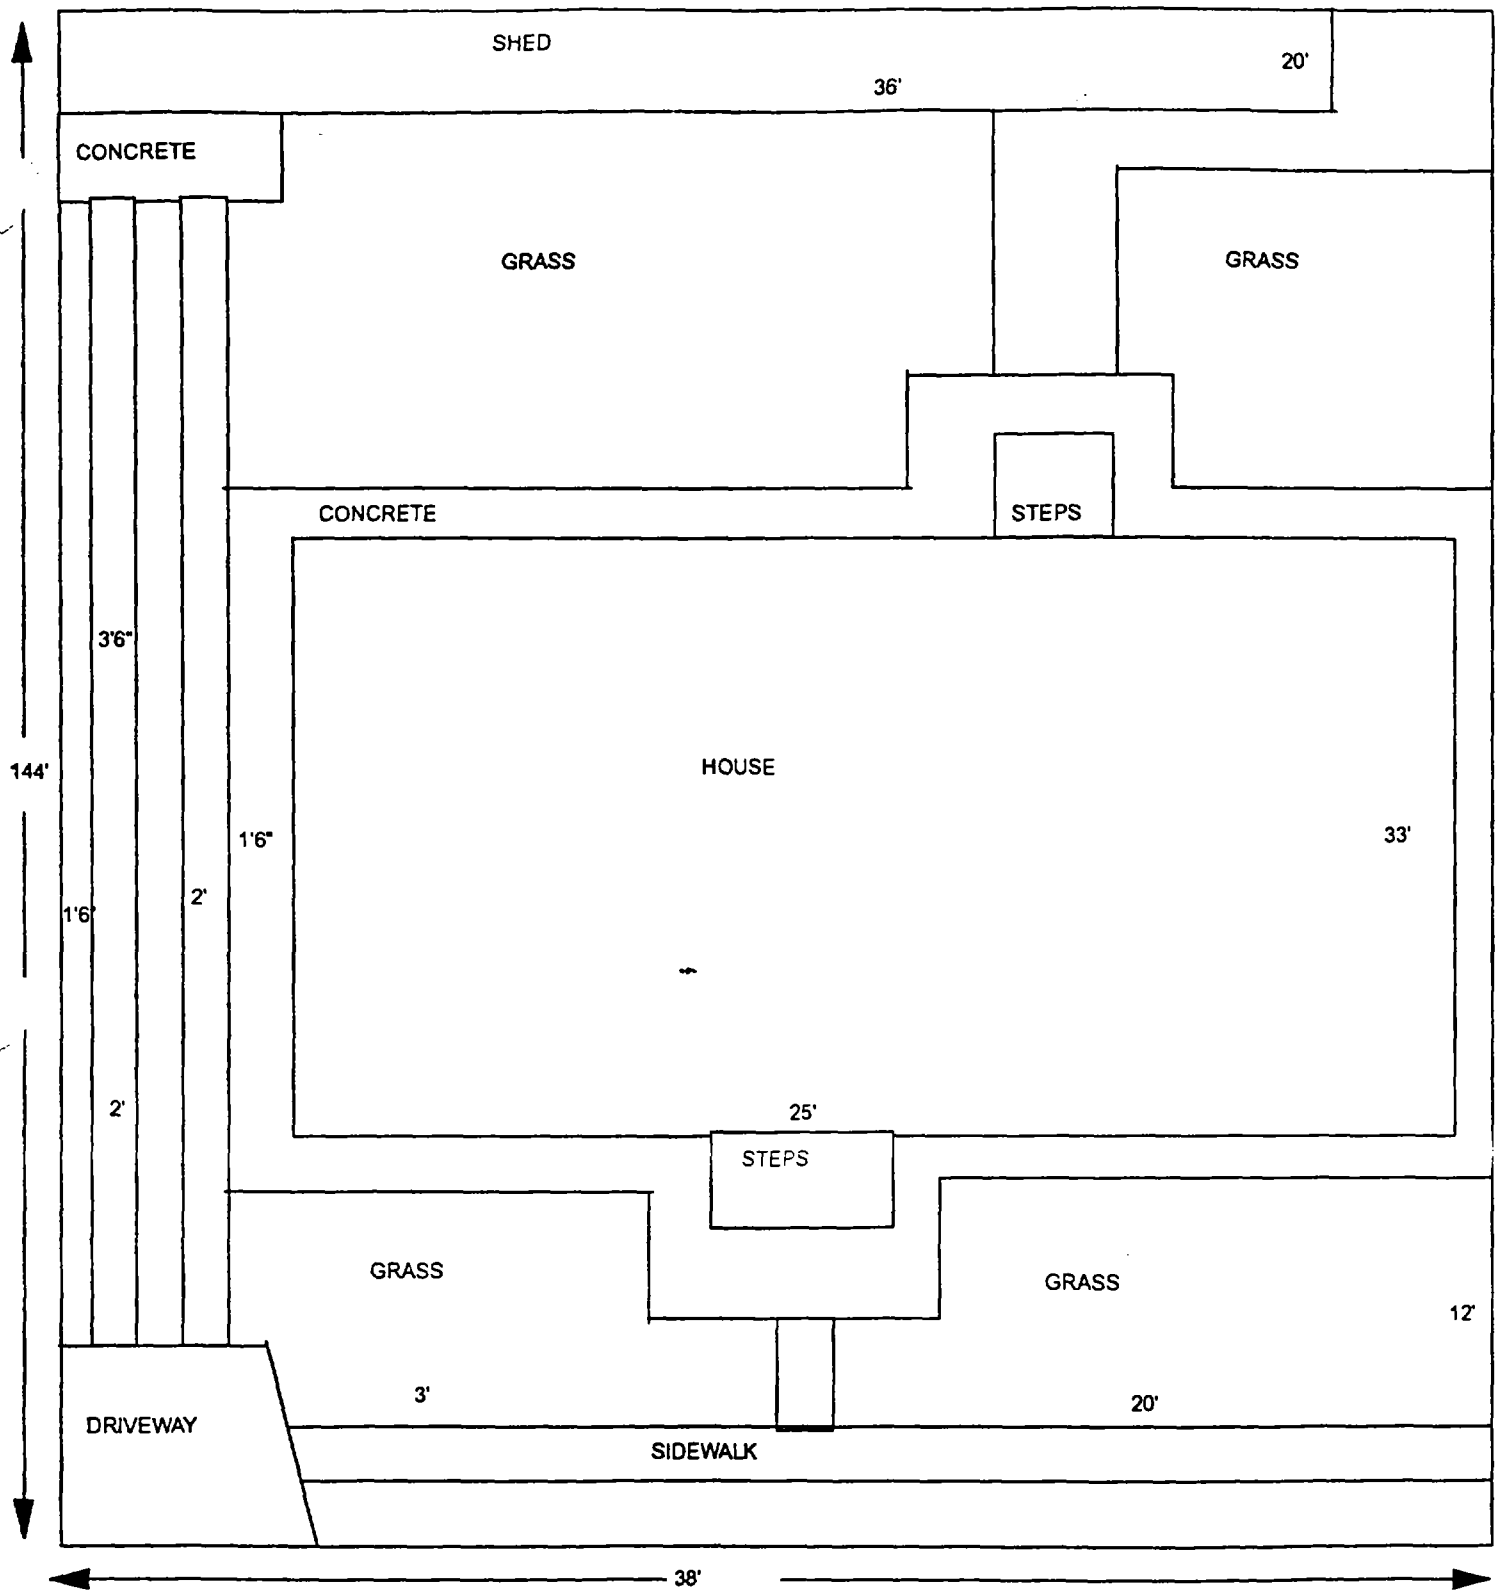 SHED
20'
36'
CONCRETE
GRASS
GRASS
CONCRETE
STEPS
3'6"
HOUSE
144'
1'6"
33'
2'
1'6'
2'
25'
STEPS
GRASS
GRASS
12'
3'
20'
DRIVEWAY
SIDEWALK
38'